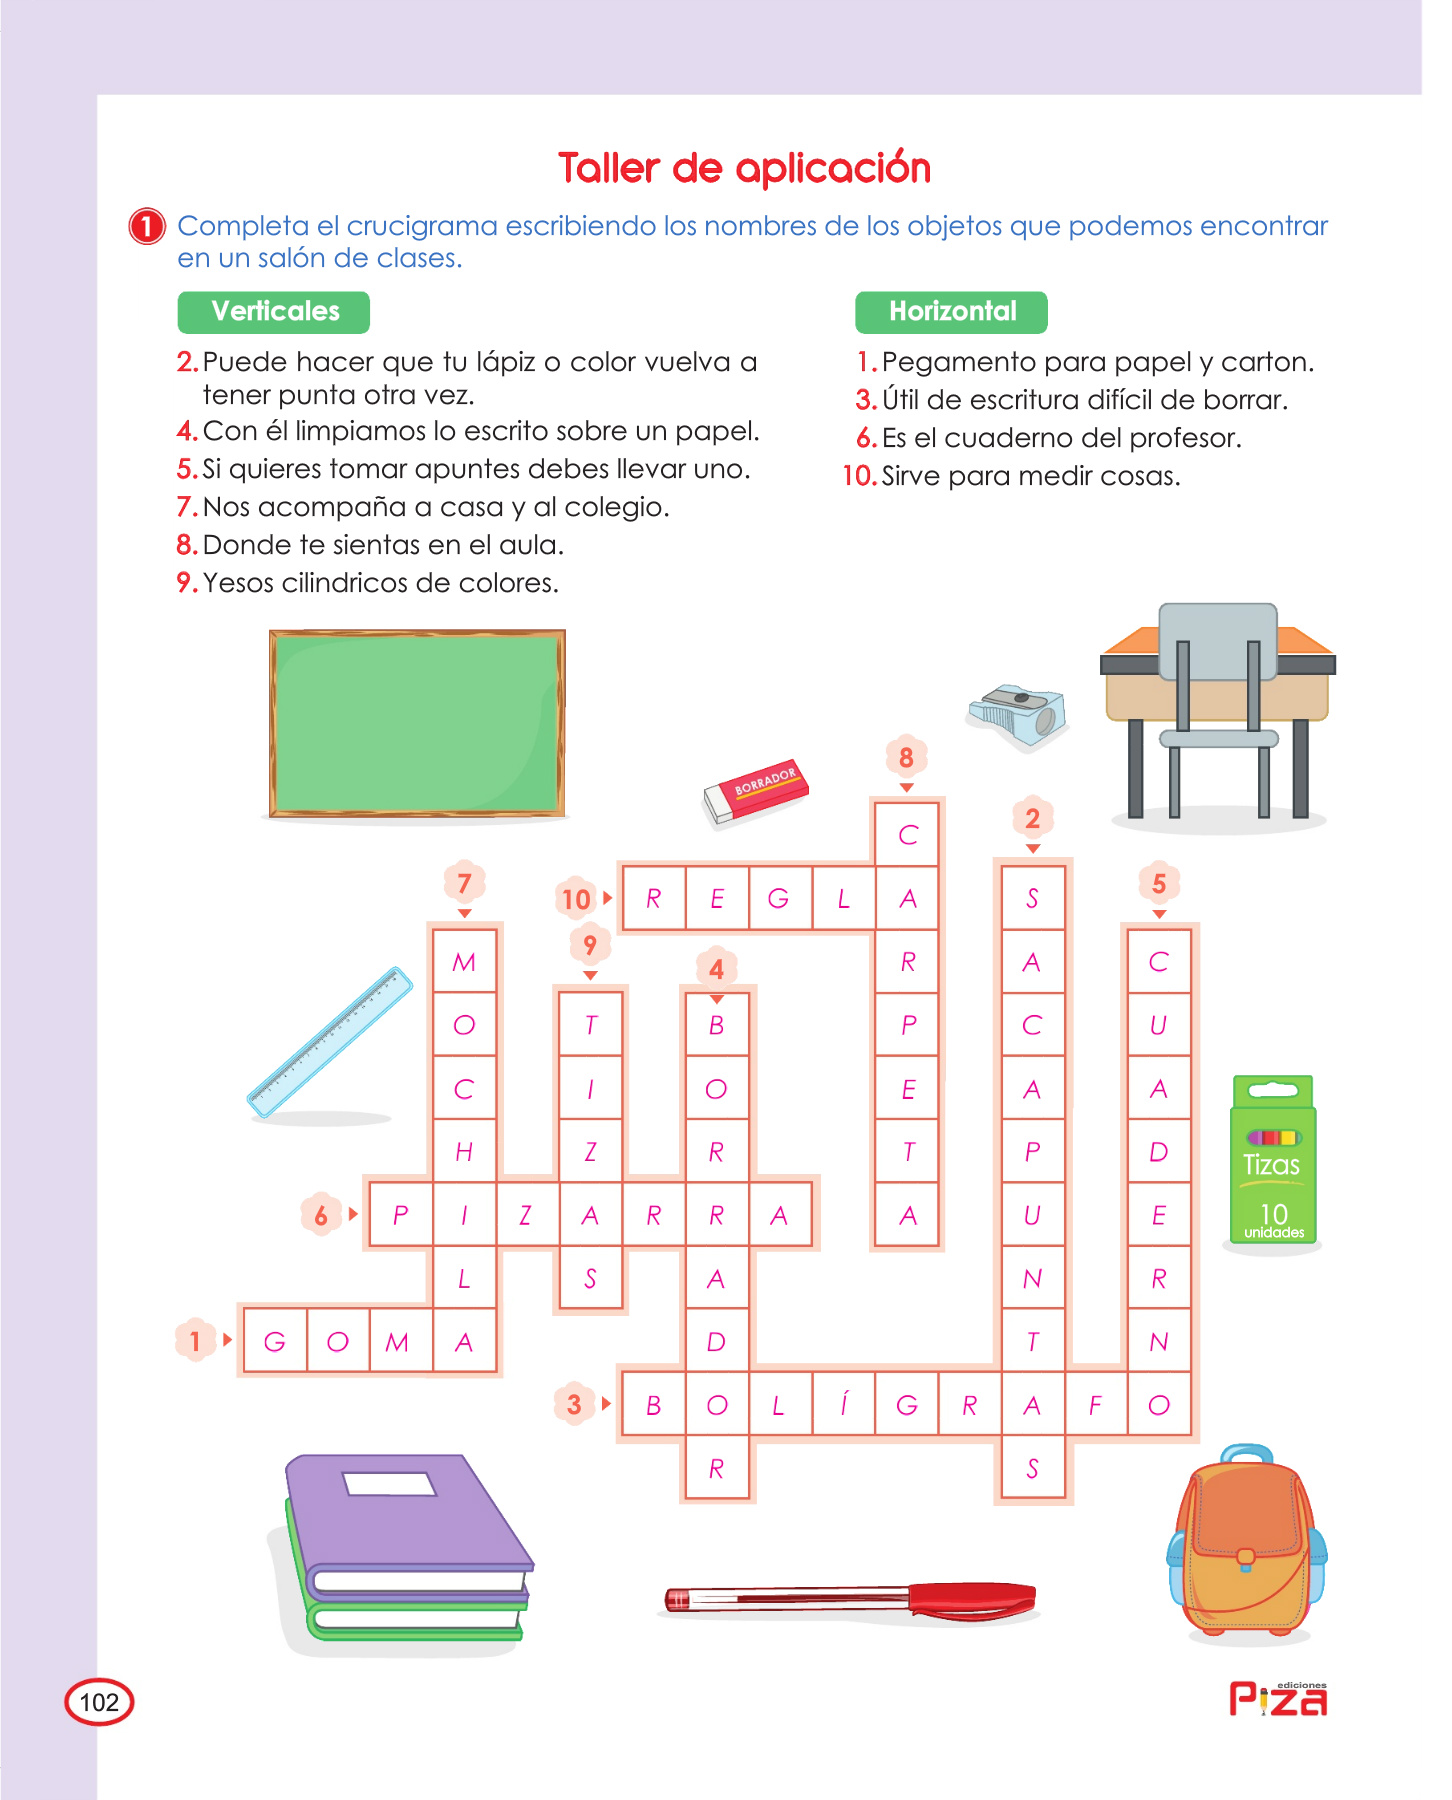 Taller de aplicación
1 Completa el crucigrama escribiendo los nombres de los objetos que podemos encontrar
en un salón de clases.
Verticales
2. Puede hacer que tu lápiz o color vuelva a
tener punta otra vez.
4. Con él limpiamos lo escrito sobre un papel.
5. Si quieres tomar apuntes debes llevar uno.
7. Nos acompaña a casa y al colegio.
8. Donde te sientas en el aula.
9. Yesos cilindricos de colores.
Horizontal
1. Pegamento para papel y carton.
3. Útil de escritura difícil de borrar.
6. Es el cuaderno del profesor.
10. Sirve para medir cosas.
BORRADOR
8
C
2
7
10 R E G L A S
5
9
4
M R A C
O T B P C U
C I O E A A
H Z R T P D
6 P I Z A R R A A U E
L S A N R
1 G O M A D T N
3 B O L Í G R A F O
R S
Tizas
10
unidades
102
ediciones
Piza